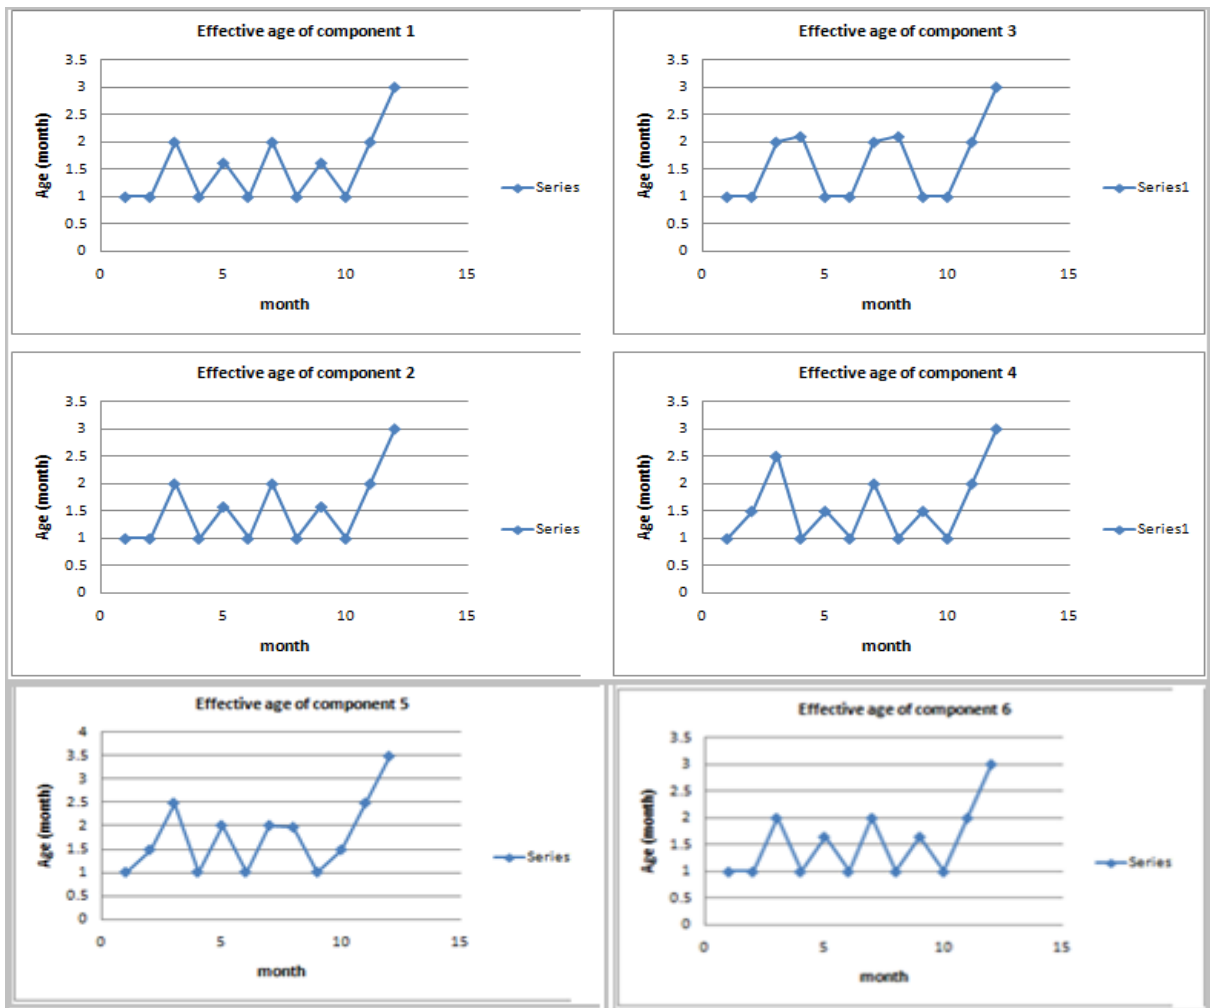 Effective age of component 1
3.5
3
2.5
2
1.5
1
0.5
0
Age (month)
0 5 10 15
month
Series
Effective age of component 3
3.5
3
2.5
2
1.5
1
0.5
0
Age (month)
0 5 10 15
month
Series1
Effective age of component 2
3.5
3
2.5
2
1.5
1
0.5
0
Age (month)
0 5 10 15
month
Series
Effective age of component 4
3.5
3
2.5
2
1.5
1
0.5
0
Age (month)
0 5 10 15
month
Series1
Effective age of component 5
4
3.5
3
2.5
2
1.5
1
0.5
0
Age (month)
0 5 10 15
month
Series
Effective age of component 6
3.5
3
2.5
2
1.5
1
0.5
0
Age (month)
0 5 10 15
month
Series